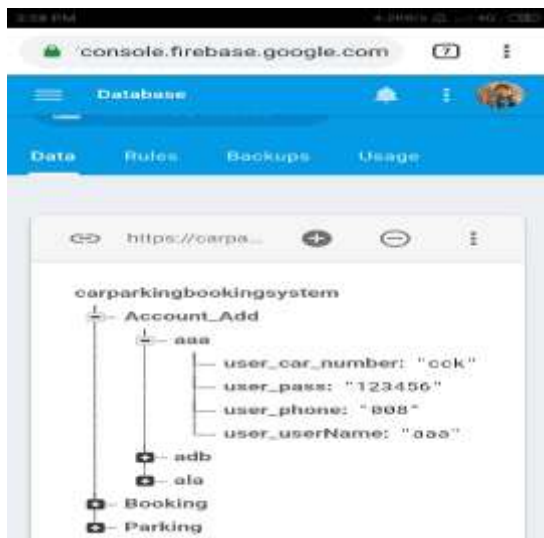 console.firebase.google.com 7
Database
Data Rules Backups Usage
https://carpa...
carparkingbookingsystem
Account_Add
aaa
user_car_number: "cck"
user_pass: "123456"
user_phone: "008"
user_userName: "aaa"
adb
ala
Booking
Parking